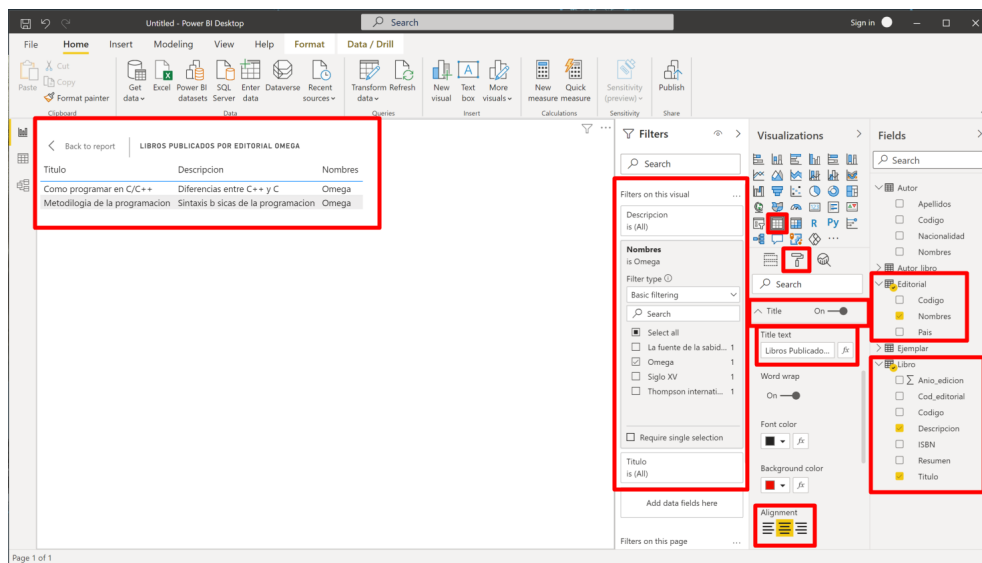 Untitled - Power BI Desktop
Search
Sign in
File Home Insert Modeling View Help Format Data / Drill
Paste
Cut
Copy
Format painter
Get data
Excel
Power BI datasets
SQL Server
Enter data
Dataverse
Recent sources
Transform data
Refresh
New visual
Text box
More visuals
New measure
Quick measure
Sensitivity (preview)
Publish
Clipboard
Data
Queries
Insert
Calculations
Sensitivity
Share
Back to report
LIBROS PUBLICADOS POR EDITORIAL OMEGA
Titulo Descripcion Nombres
Como programar en C/C++ Diferencias entre C++ y C Omega
Metodilogia de la programacion Sintaxis b sicas de la programacion Omega
Filters
Search
Filters on this visual ...
Descripcion
is (All)
Nombres
is Omega
Filter type
Basic filtering
Search
Select all
La fuente de la sabid... 1
Omega 1
Siglo XV 1
Thompson internati... 1
Require single selection
Titulo
is (All)
Add data fields here
Filters on this page ...
Visualizations
R Py
...
Search
Title On
Title text
Libros Publicado... fx
Word wrap
On
Font color
fx
Background color
fx
Alignment
Fields
Search
Autor
Apellidos
Codigo
Nacionalidad
Nombres
Autor_libro
Editorial
Codigo
Nombres
Pais
Ejemplar
Libro
Σ Anio_edicion
Cod_editorial
Codigo
Descripcion
ISBN
Resumen
Titulo
Page 1 of 1